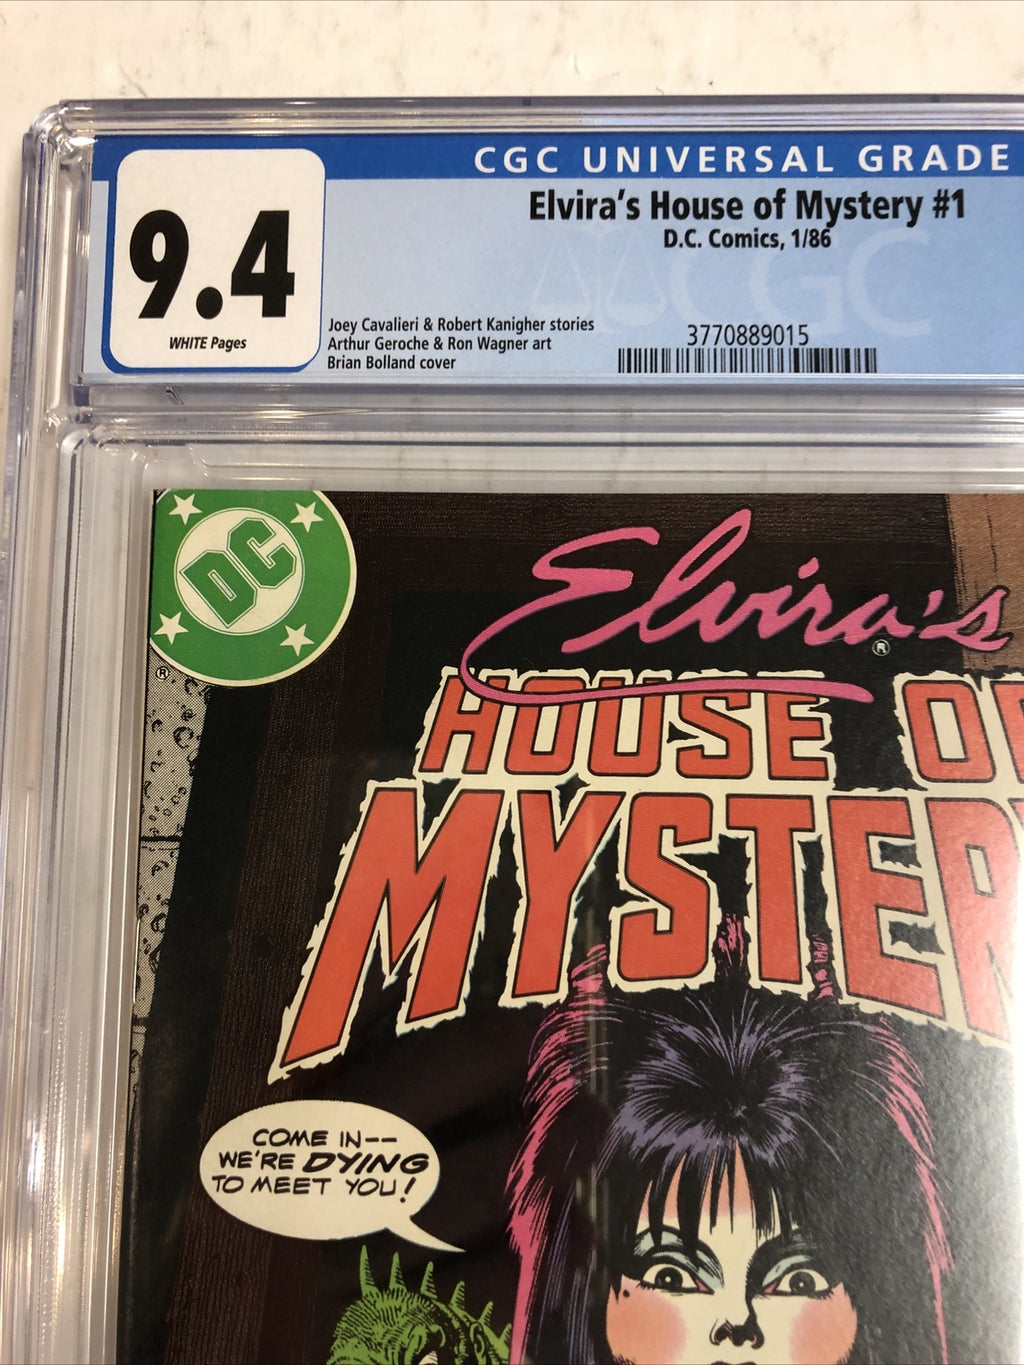 CGC UNIVERSAL GRADE
9.4
WHITE Pages
Elvira's House of Mystery #1
D.C. Comics, 1/86
CGC
Joey Cavalieri & Robert Kanigher stories
Arthur Geroche & Ron Wagner art
Brian Bolland cover
3770889015
DC
®
Elvira's
®
HOUSE OF
MYSTER
COME IN--
WE'RE DYING
TO MEET YOU!